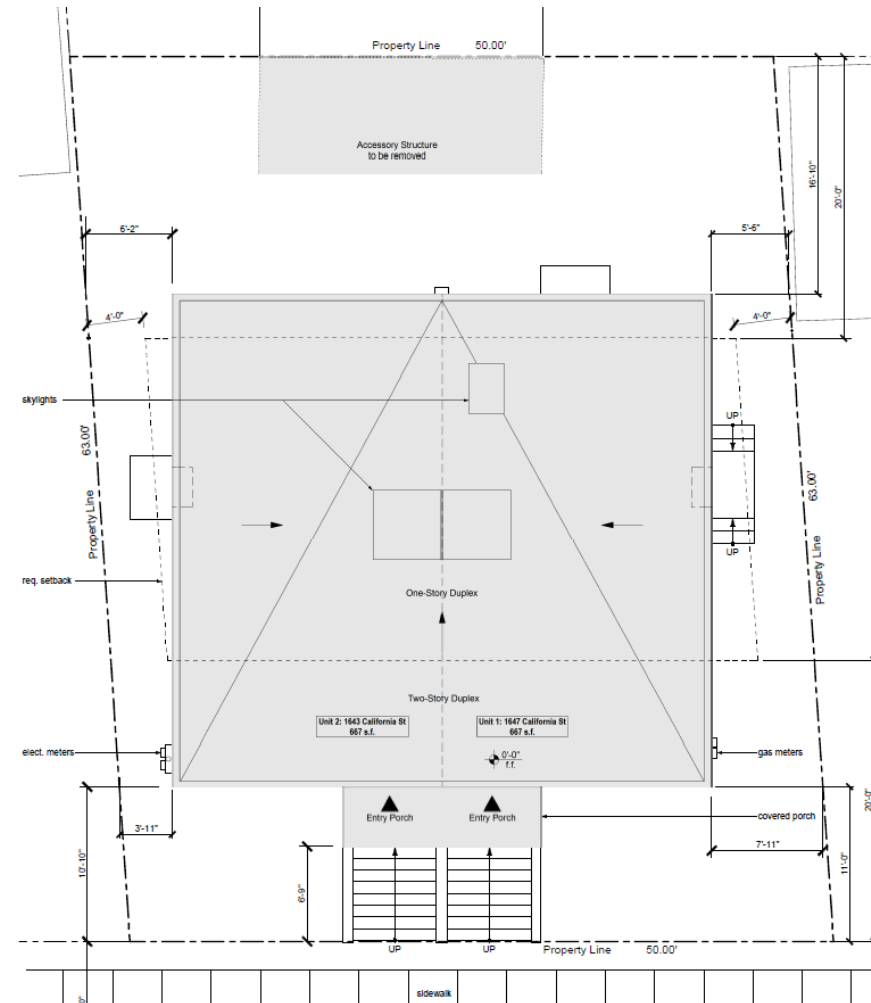 Property Line 50.00'
Accessory Structure
to be removed
16'-10"
20'-0"
6'-2"
5'-6"
4'-0"
4'-0"
skylights
UP
63.00'
Property Line
63.00'
Property Line
UP
req. setback
One-Story Duplex
Two-Story Duplex
Unit 2: 1643 California St
667 s.f.
Unit 1: 1647 California St
667 s.f.
elect. meters
0'-0"
f.f.
gas meters
Entry Porch
Entry Porch
covered porch
3'-11"
7'-11"
10'-10"
6'-9"
11'-0"
20'-0"
UP
UP
Property Line 50.00'
sidewalk